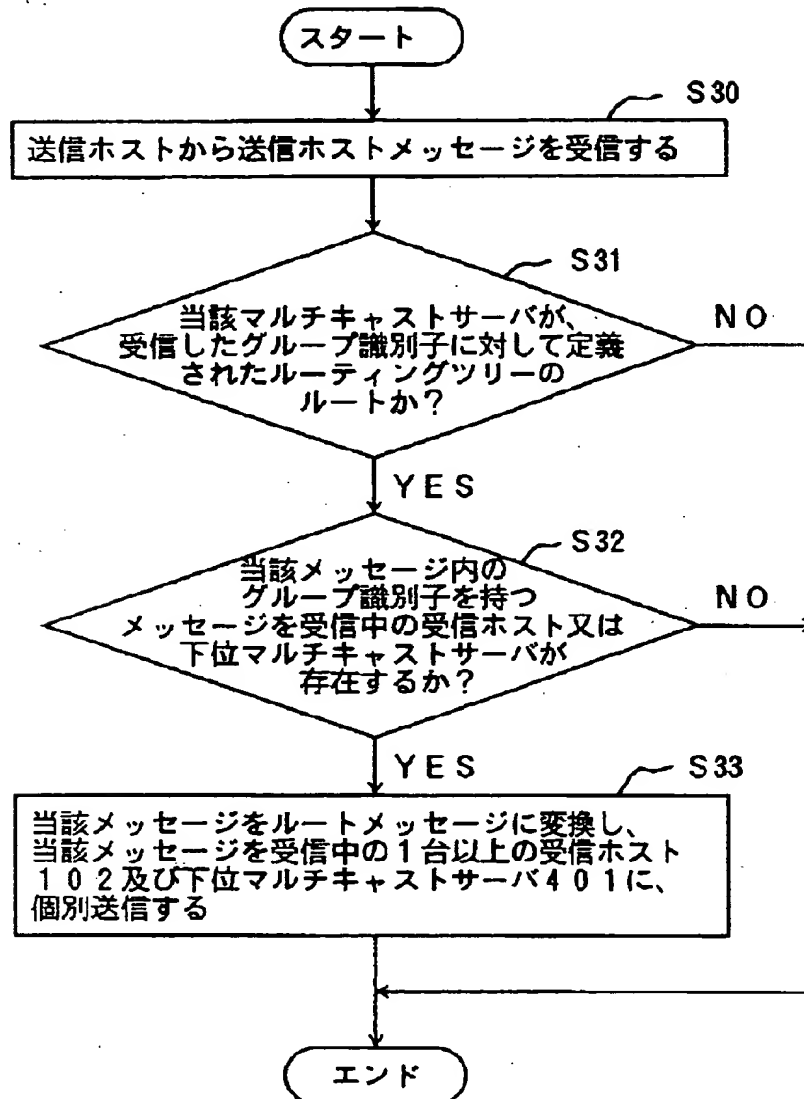 スタート
S30
送信ホストから送信ホストメッセージを受信する
S31
当該マルチキャストサーバが、
受信したグループ識別子に対して定義
されたルーティングツリーの
ルートか？
NO
YES
S32
当該メッセージ内の
グループ識別子を持つ
メッセージを受信中の受信ホスト又は
下位マルチキャストサーバが
存在するか？
NO
YES
S33
当該メッセージをルートメッセージに変換し、
当該メッセージを受信中の１台以上の受信ホスト
１０２及び下位マルチキャストサーバ４０１に、
個別送信する
エンド